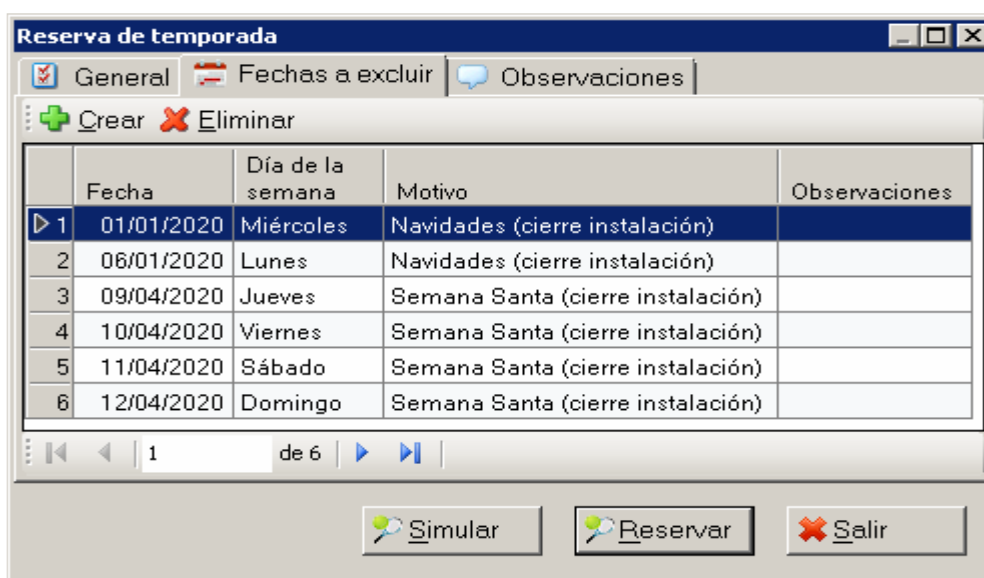 Reserva de temporada
General Fechas a excluir Observaciones
Crear Eliminar
Fecha Día de la semana Motivo Observaciones
1 01/01/2020 Miércoles Navidades (cierre instalación)
2 06/01/2020 Lunes Navidades (cierre instalación)
3 09/04/2020 Jueves Semana Santa (cierre instalación)
4 10/04/2020 Viernes Semana Santa (cierre instalación)
5 11/04/2020 Sábado Semana Santa (cierre instalación)
6 12/04/2020 Domingo Semana Santa (cierre instalación)
1 de 6
Simular Reservar Salir